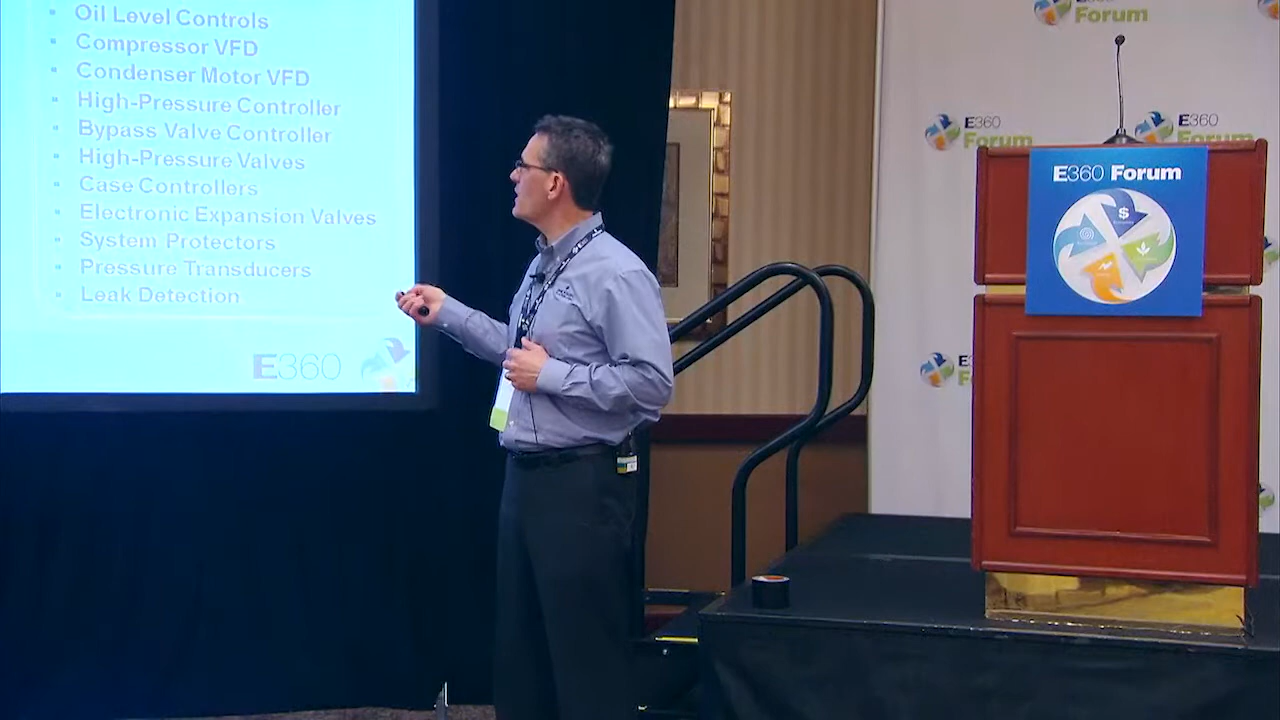 Oil Level Controls
Compressor VFD
Condenser Motor VFD
High-Pressure Controller
Bypass Valve Controller
High-Pressure Valves
Case Controllers
Electronic Expansion Valves
System Protectors
Pressure Transducers
Leak Detection
E360
Forum
E360
Forum
E360
Forum
E360 Forum
$